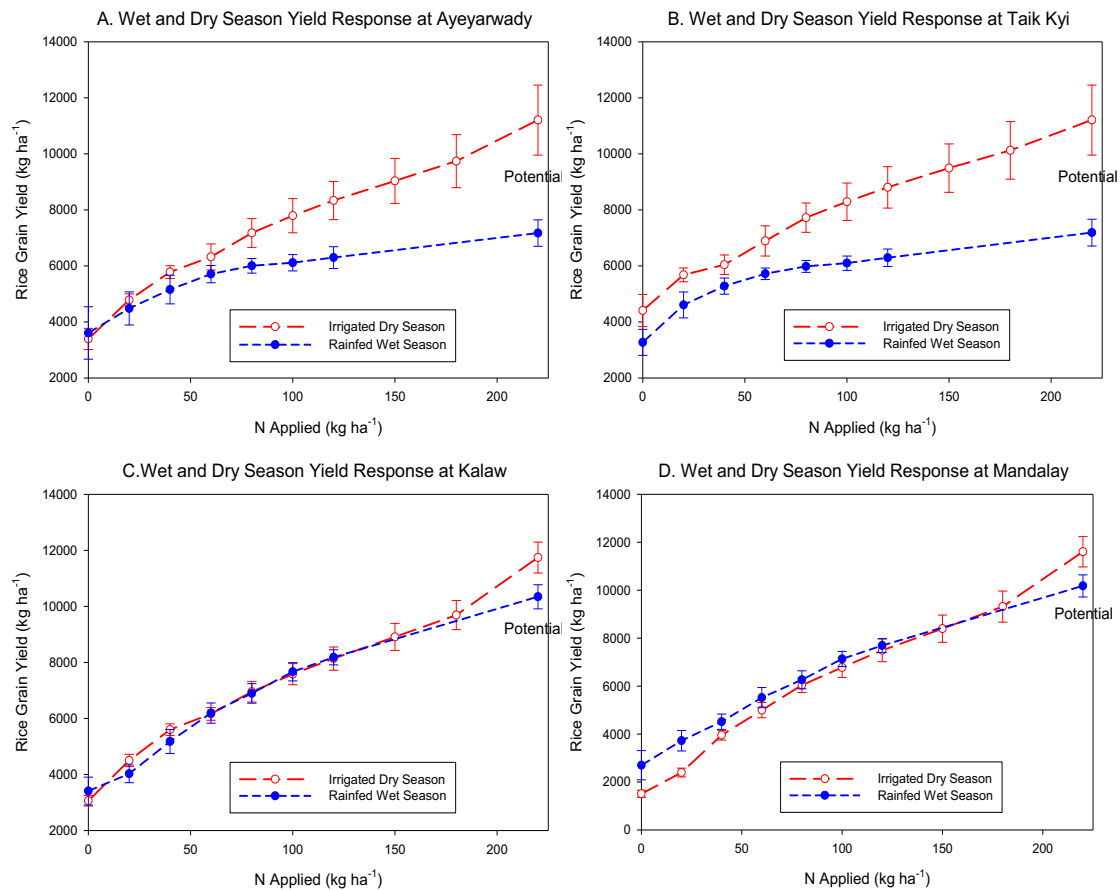 A. Wet and Dry Season Yield Response at Ayeyarwady
14000
12000
10000
8000
6000
4000
2000
Rice Grain Yield (kg ha⁻¹)
Potential
Irrigated Dry Season
Rainfed Wet Season
0 50 100 150 200
N Applied (kg ha⁻¹)
B. Wet and Dry Season Yield Response at Taik Kyi
14000
12000
10000
8000
6000
4000
2000
Rice Grain Yield (kg ha⁻¹)
Potential
Irrigated Dry Season
Rainfed Wet Season
0 50 100 150 200
N Applied (kg ha⁻¹)
C.Wet and Dry Season Yield Response at Kalaw
14000
12000
10000
8000
6000
4000
2000
Rice Grain Yield (kg ha⁻¹)
Potential
Irrigated Dry Season
Rainfed Wet Season
0 50 100 150 200
N Applied (kg ha⁻¹)
D. Wet and Dry Season Yield Response at Mandalay
14000
12000
10000
8000
6000
4000
2000
0
Rice Grain Yield (kg ha⁻¹)
Potential
Irrigated Dry Season
Rainfed Wet Season
0 50 100 150 200
N Applied (kg ha⁻¹)